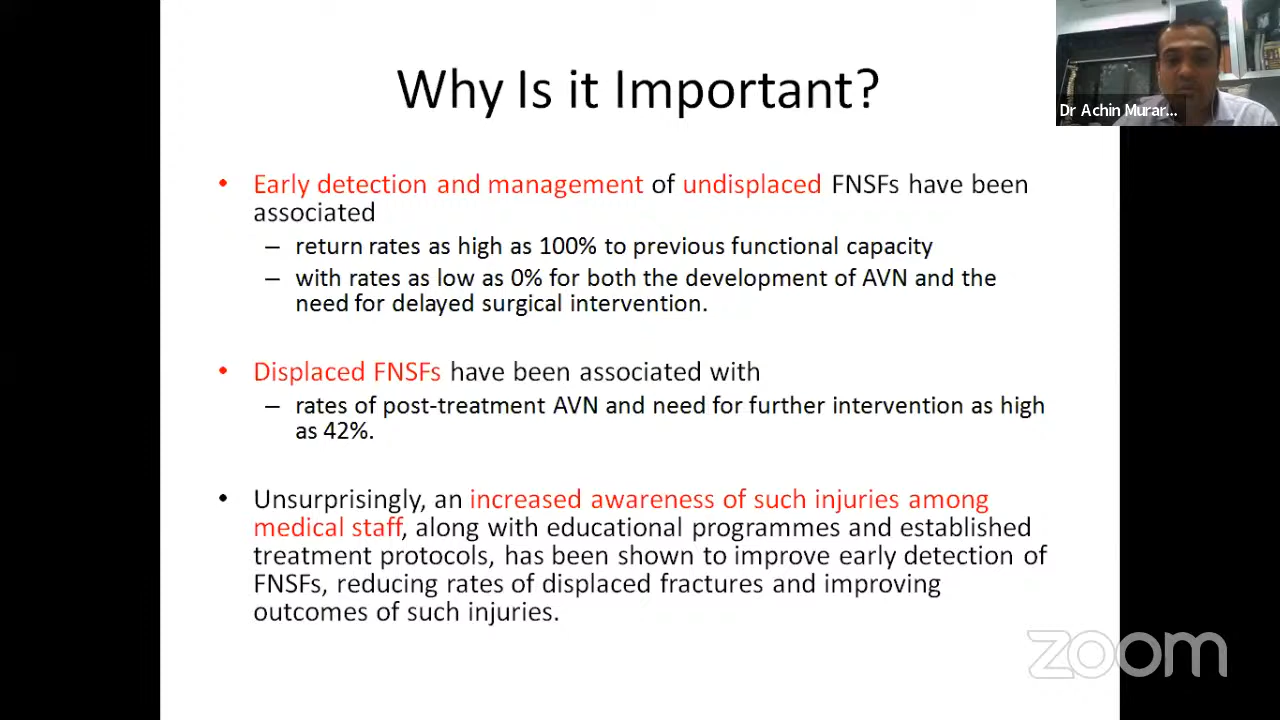 Why Is it Important?
Dr Achin Murar...
• Early detection and management of undisplaced FNSFs have been
associated
– return rates as high as 100% to previous functional capacity
– with rates as low as 0% for both the development of AVN and the
need for delayed surgical intervention.
• Displaced FNSFs have been associated with
– rates of post-treatment AVN and need for further intervention as high
as 42%.
• Unsurprisingly, an increased awareness of such injuries among
medical staff, along with educational programmes and established
treatment protocols, has been shown to improve early detection of
FNSFs, reducing rates of displaced fractures and improving
outcomes of such injuries.
zoom